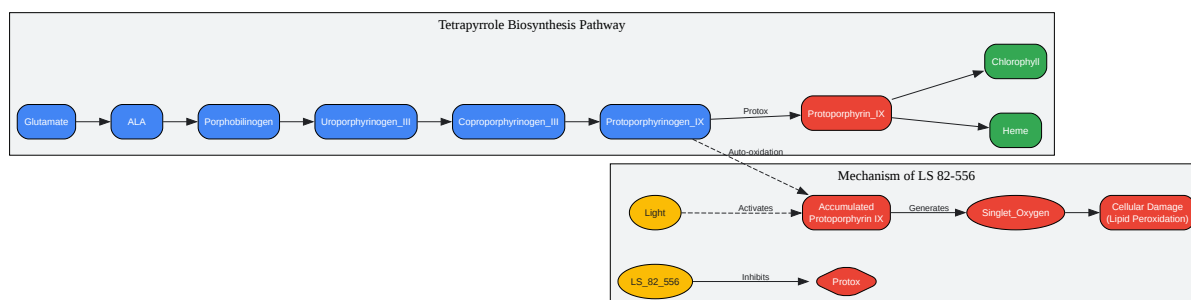 Tetrapyrrole Biosynthesis Pathway
Chlorophyll
Glutamate
ALA
Porphobilinogen
Uroporphyrinogen_III
Coproporphyrinogen_III
Protoporphyrinogen_IX
Protox
Protoporphyrin_IX
Heme
Auto-oxidation
Mechanism of LS 82-556
Light
Activates
Accumulated
Protoporphyrin IX
Generates
Singlet_Oxygen
Cellular Damage
(Lipid Peroxidation)
LS_82_556
Inhibits
Protox